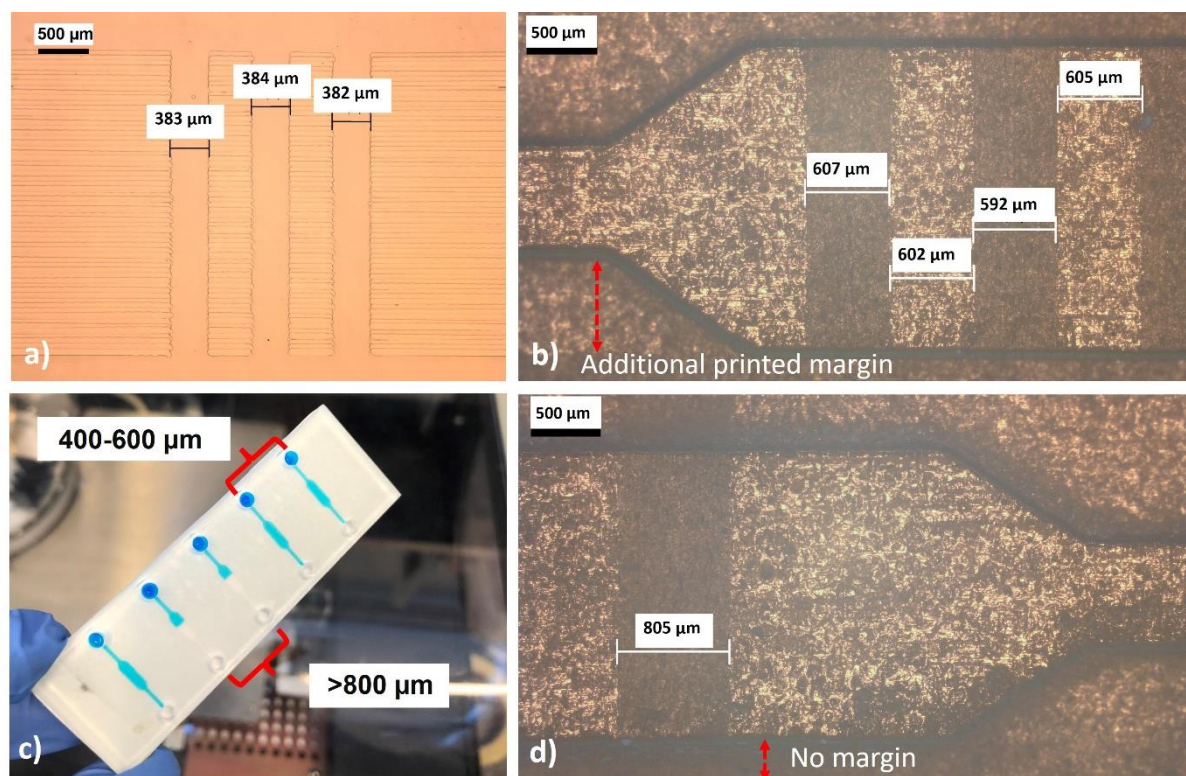 500 µm
384 µm
382 µm
383 µm
a)
500 µm
605 µm
607 µm
592 µm
602 µm
b)
Additional printed margin
400-600 µm
>800 µm
c)
500 µm
805 µm
d)
No margin